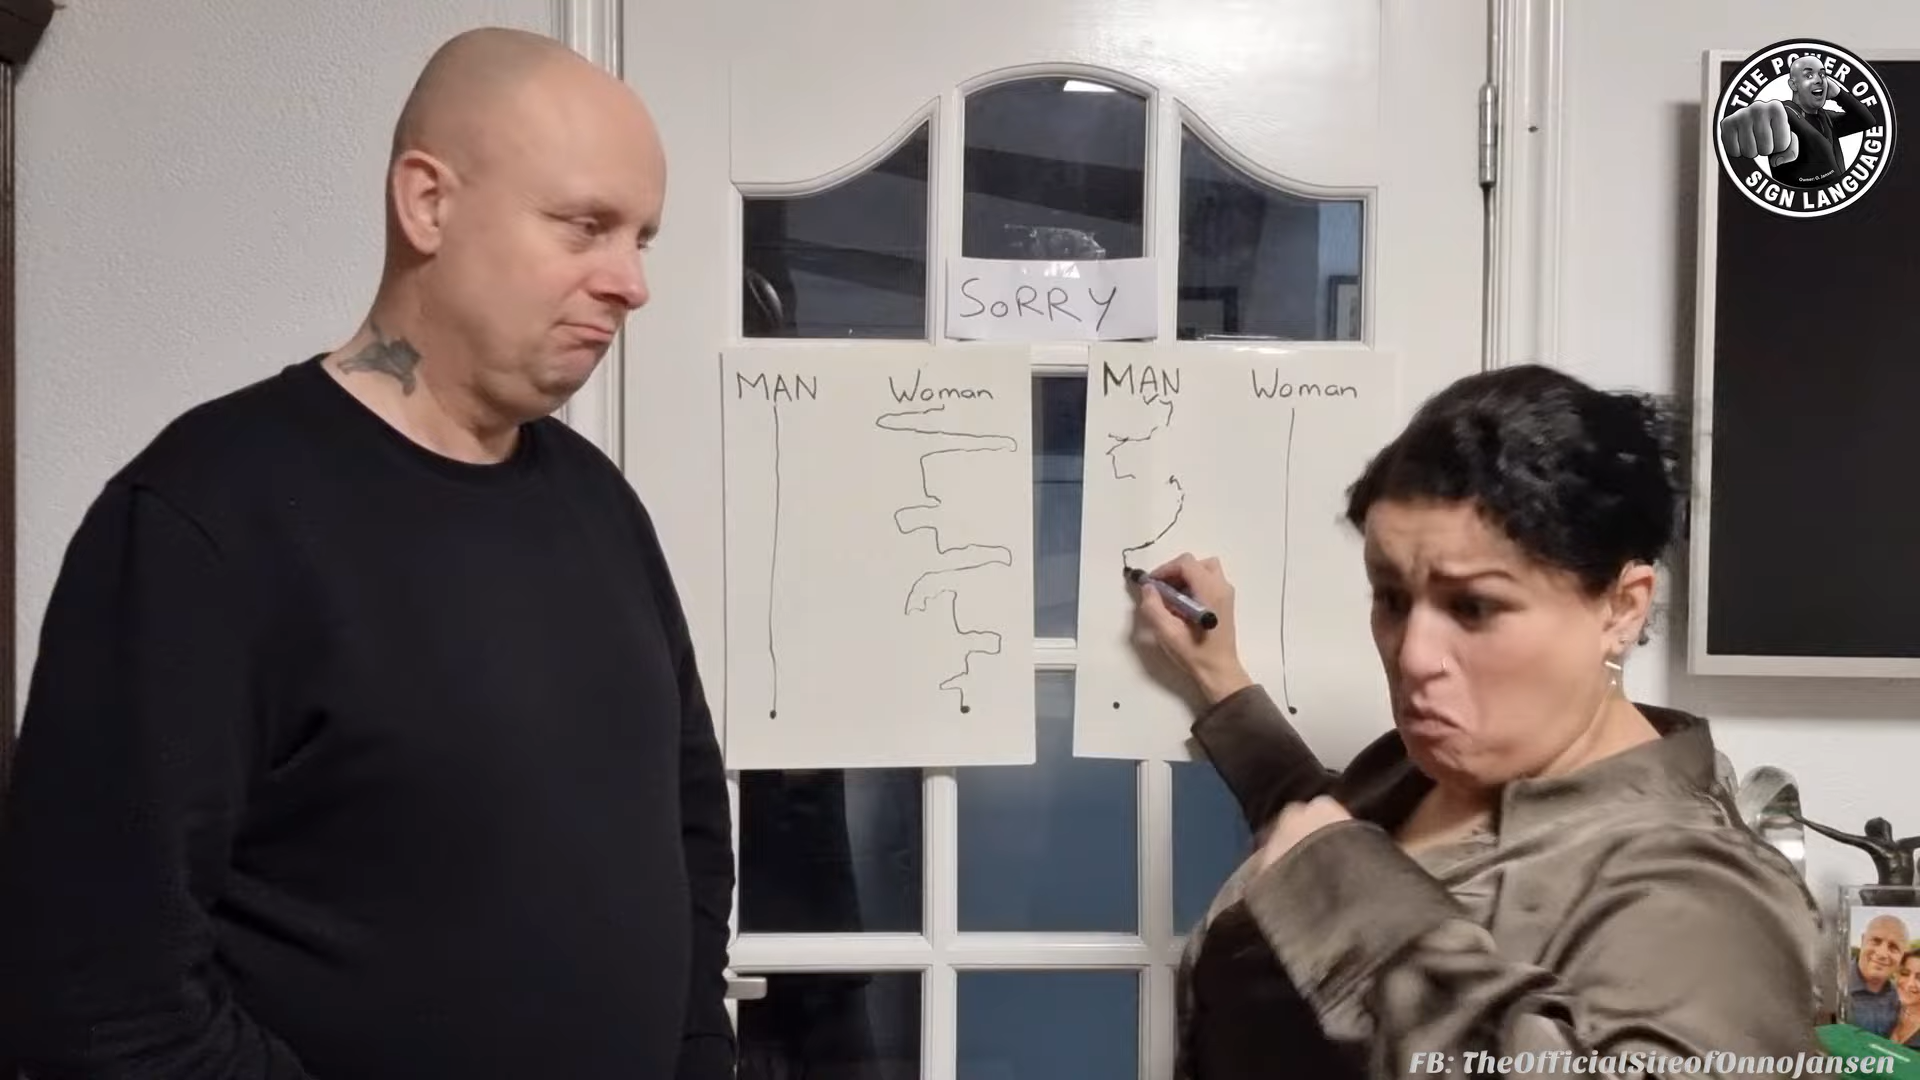 THE POWER OF
SIGN LANGUAGE
SORRY
MAN Woman
MAN Woman
FB: TheOfficialSiteofOnnoJansen